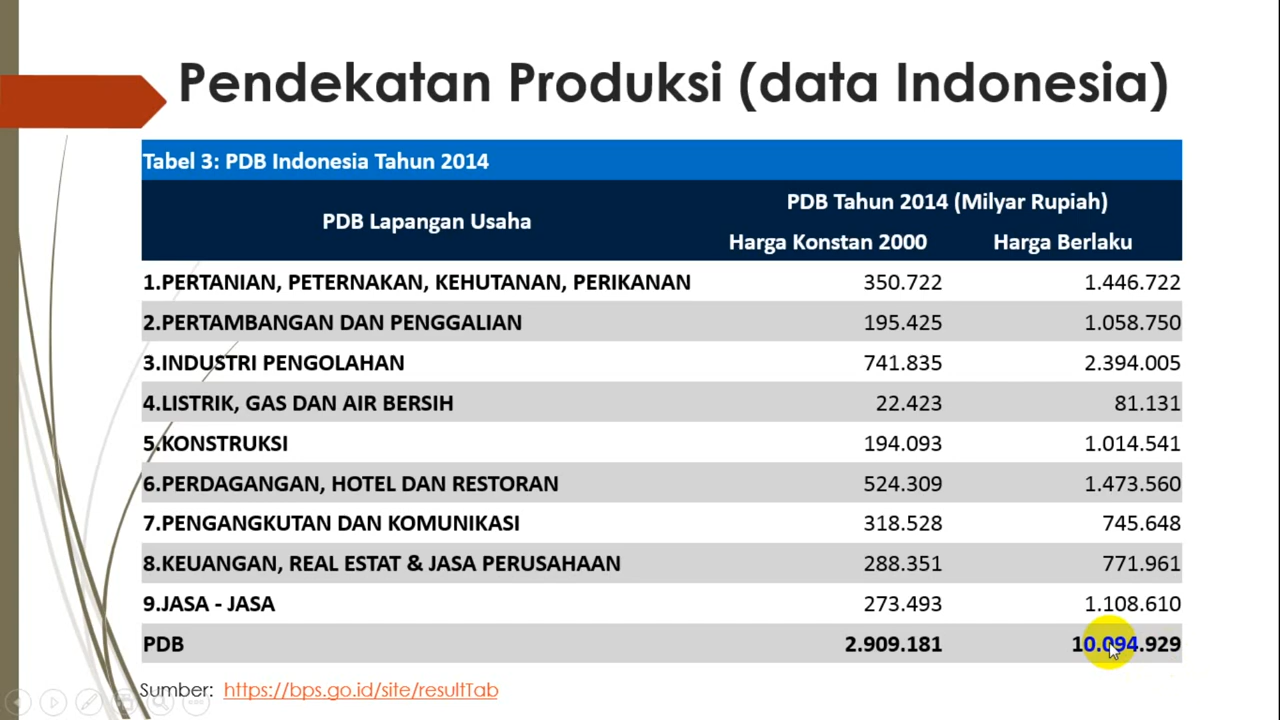 Pendekatan Produksi (data Indonesia)
Tabel 3: PDB Indonesia Tahun 2014
PDB Lapangan Usaha
PDB Tahun 2014 (Milyar Rupiah)
Harga Konstan 2000 Harga Berlaku
1.PERTANIAN, PETERNAKAN, KEHUTANAN, PERIKANAN 350.722 1.446.722
2.PERTAMBANGAN DAN PENGGALIAN 195.425 1.058.750
3.INDUSTRI PENGOLAHAN 741.835 2.394.005
4.LISTRIK, GAS DAN AIR BERSIH 22.423 81.131
5.KONSTRUKSI 194.093 1.014.541
6.PERDAGANGAN, HOTEL DAN RESTORAN 524.309 1.473.560
7.PENGANGKUTAN DAN KOMUNIKASI 318.528 745.648
8.KEUANGAN, REAL ESTAT & JASA PERUSAHAAN 288.351 771.961
9.JASA - JASA 273.493 1.108.610
PDB 2.909.181 10.094.929
Sumber: https://bps.go.id/site/resultTab